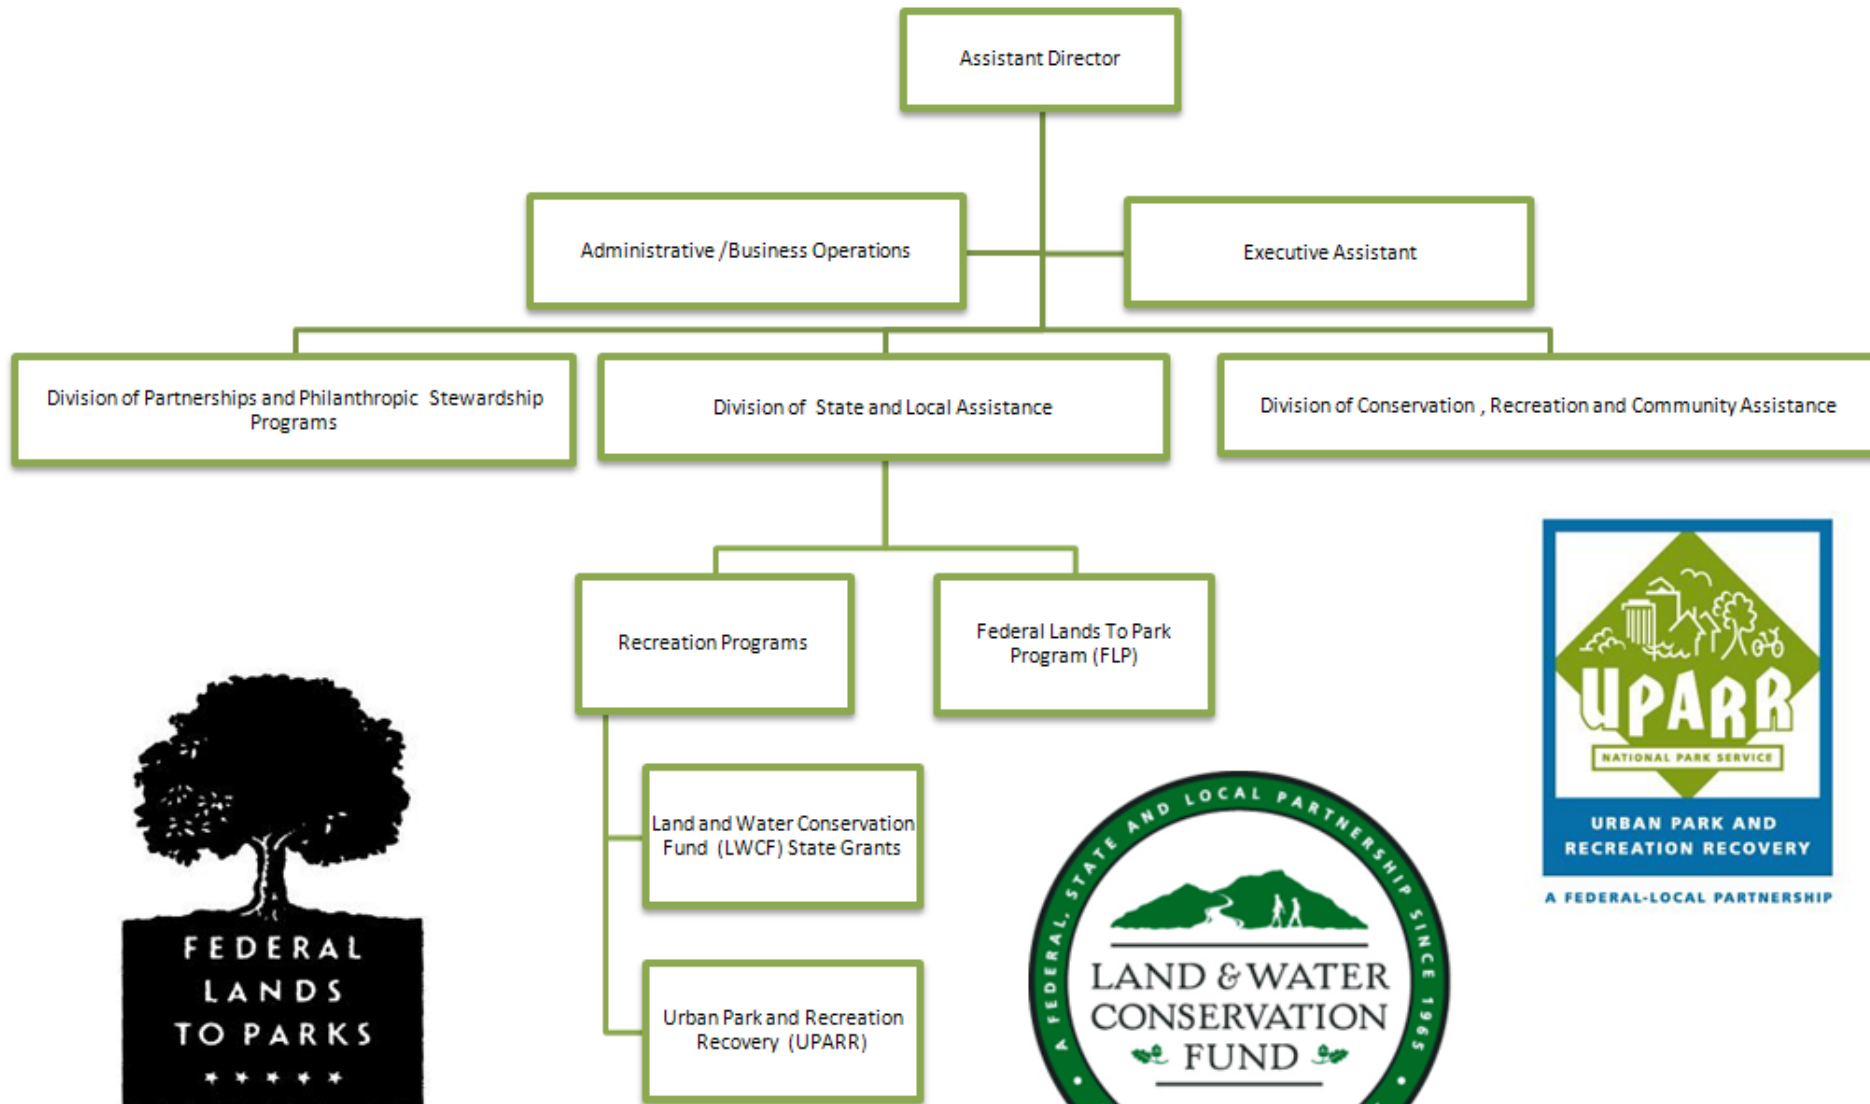 Assistant Director
Administrative /Business Operations
Executive Assistant
Division of Partnerships and Philanthropic Stewardship
Programs
Division of State and Local Assistance
Division of Conservation , Recreation and Community Assistance
Recreation Programs
Federal Lands To Park
Program (FLP)
Land and Water Conservation
Fund (LWCF) State Grants
Urban Park and Recreation
Recovery (UPARR)
FEDERAL
LANDS
TO PARKS
A FEDERAL, STATE AND LOCAL PARTNERSHIP SINCE 1965
LAND & WATER
CONSERVATION
FUND
UPARR
NATIONAL PARK SERVICE
URBAN PARK AND
RECREATION RECOVERY
A FEDERAL-LOCAL PARTNERSHIP